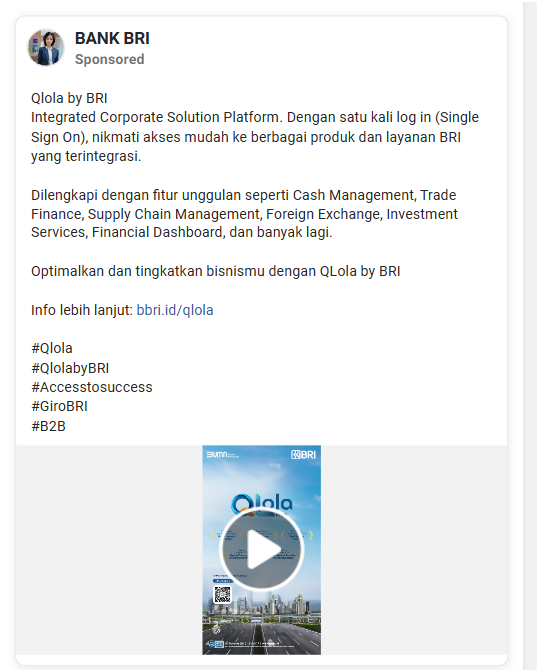 BANK BRI
Sponsored
Qlola by BRI
Integrated Corporate Solution Platform. Dengan satu kali log in (Single
Sign On), nikmati akses mudah ke berbagai produk dan layanan BRI
yang terintegrasi.
Dilengkapi dengan fitur unggulan seperti Cash Management, Trade
Finance, Supply Chain Management, Foreign Exchange, Investment
Services, Financial Dashboard, dan banyak lagi.
Optimalkan dan tingkatkan bisnismu dengan QLola by BRI
Info lebih lanjut: bbri.id/qlola
#Qlola
#QlolabyBRI
#Accesstosuccess
#GiroBRI
#B2B
BUMN
BRI
Qlola